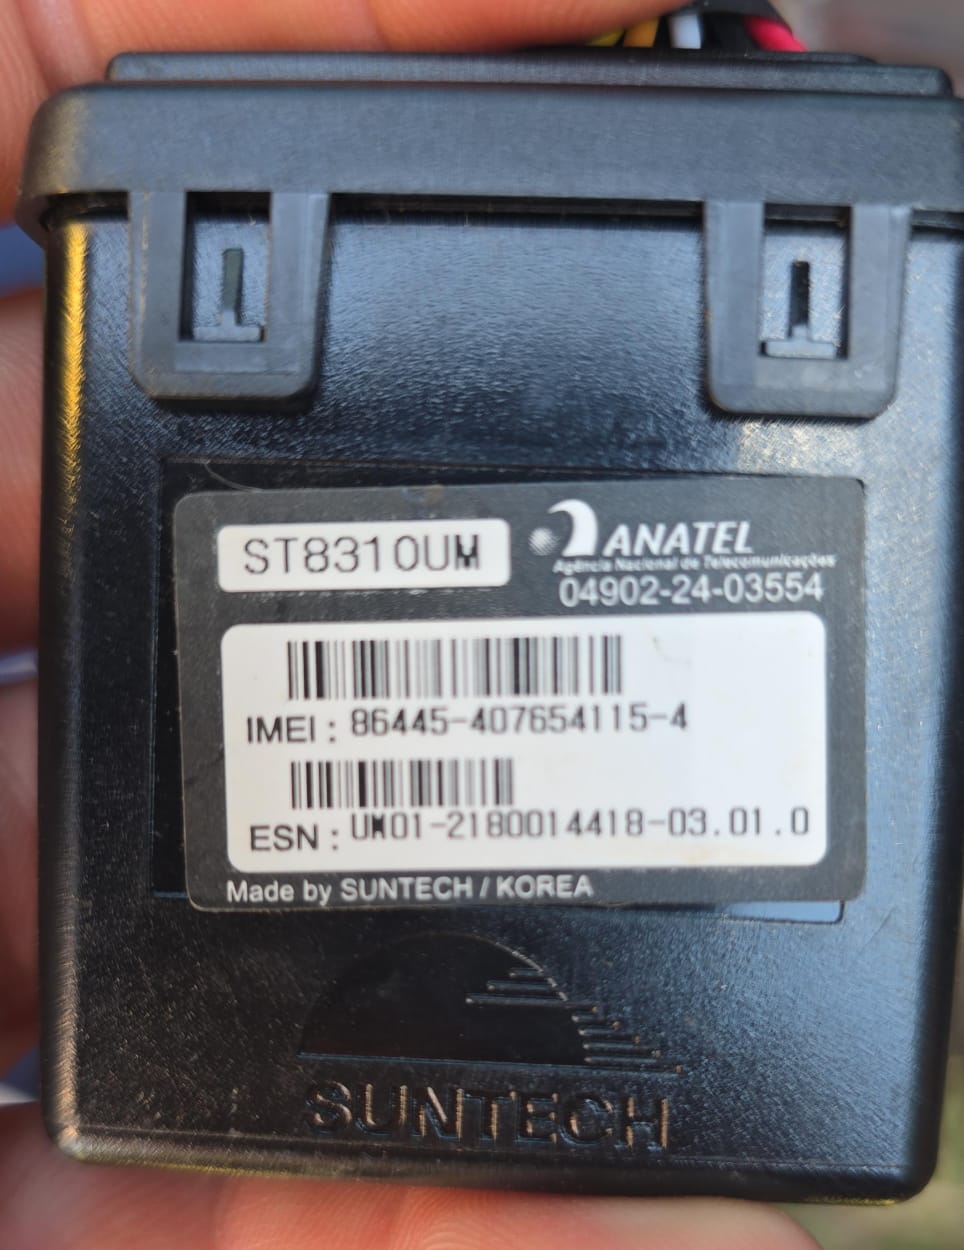 ST8310UM
ANATEL
Agência Nacional de Telecomunicações
04902-24-03554
IMEI : 86445-407654115-4
ESN : UM01-2180014418-03.01.0
Made by SUNTECH / KOREA
SUNTECH